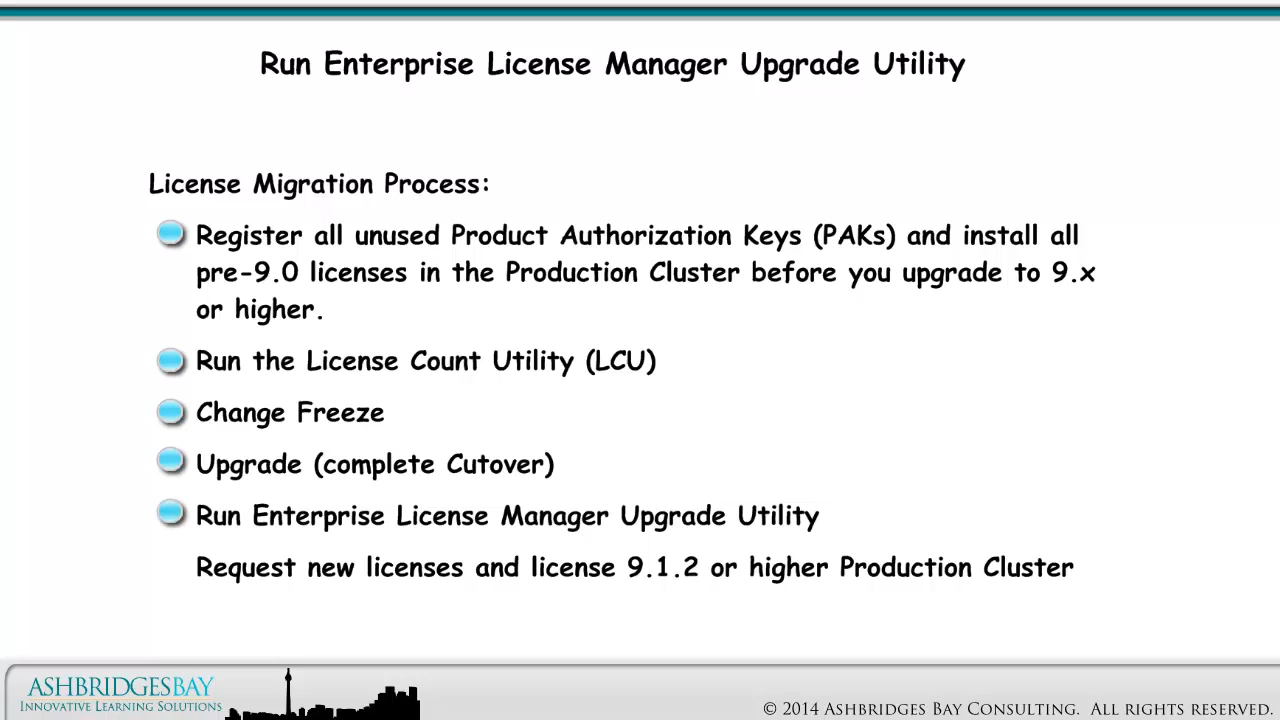 Run Enterprise License Manager Upgrade Utility
License Migration Process:
Register all unused Product Authorization Keys (PAKs) and install all
pre-9.0 licenses in the Production Cluster before you upgrade to 9.x
or higher.
Run the License Count Utility (LCU)
Change Freeze
Upgrade (complete Cutover)
Run Enterprise License Manager Upgrade Utility
Request new licenses and license 9.1.2 or higher Production Cluster
ASHBRIDGESBAY
INNOVATIVE LEARNING SOLUTIONS
© 2014 ASHBRIDGES BAY CONSULTING. ALL RIGHTS RESERVED.